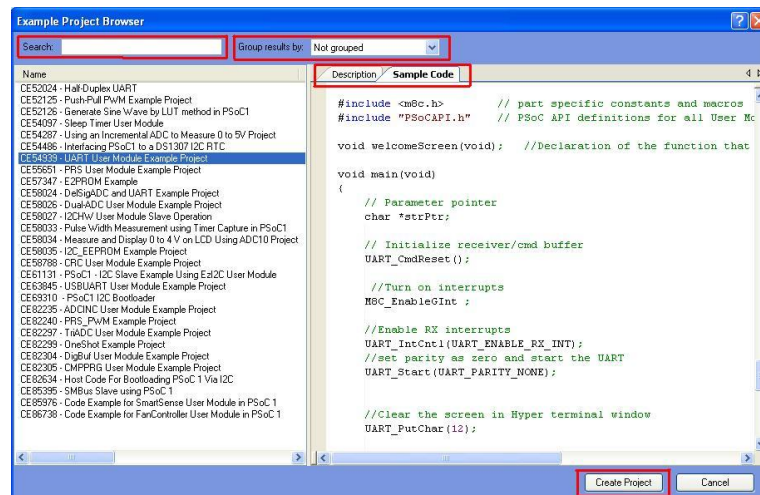 Example Project Browser
Search:
Group results by: Not grouped
Name
CE52024 - Half-Duplex UART
CE52125 - Push-Pull PWM Example Project
CE52126 - Generate Sine Wave by LUT method in PSoC1
CE54097 - Sleep Timer User Module
CE54287 - Using an Incremental ADC to Measure 0 to 5V Project
CE54486 - Interfacing PSoC1 to a DS1307 I2C RTC
CE54939 - UART User Module Example Project
CE55651 - PRS User Module Example Project
CE57347 - E2PROM Example
CE58024 - DelSigADC and UART Example Project
CE58026 - Dual-ADC User Module Example Project
CE58027 - I2CHW User Module Slave Operation
CE58033 - Pulse Width Measurement using Timer Capture in PSoC1
CE58034 - Measure and Display 0 to 4 V on LCD Using ADC10 Project
CE58035 - I2C_EEPROM Example Project
CE58788 - CRC User Module Example Project
CE61131 - PSoC1 - I2C Slave Example Using EzI2C User Module
CE63845 - USBUART User Module Example Project
CE69310 - PSoC1 I2C Bootloader
CE82235 - ADCINC User Module Example Project
CE82240 - PRS_PWM Example Project
CE82297 - TriADC User Module Example Project
CE82299 - OneShot Example Project
CE82304 - DigBuf User Module Example Project
CE82305 - CMPPRG User Module Example Project
CE82634 - Host Code For Bootloading PSoC 1 Via I2C
CE85395 - SMBus Slave using PSoC 1
CE85976 - Code Example for SmartSense User Module in PSoC 1
CE86738 - Code Example for FanController User Module in PSoC 1
Description Sample Code
#include <m8c.h> // part specific constants and macros
#include "PSoCAPI.h" // PSoC API definitions for all User Mo
void welcomeScreen(void); //Declaration of the function that
void main(void)
{
// Parameter pointer
char *strPtr;
// Initialize receiver/cmd buffer
UART_CmdReset();
//Turn on interrupts
M8C_EnableGInt ;
//Enable RX interrupts
UART_IntCntl(UART_ENABLE_RX_INT);
//set parity as zero and start the UART
UART_Start(UART_PARITY_NONE);
//Clear the screen in Hyper terminal window
UART_PutChar(12);
Create Project Cancel